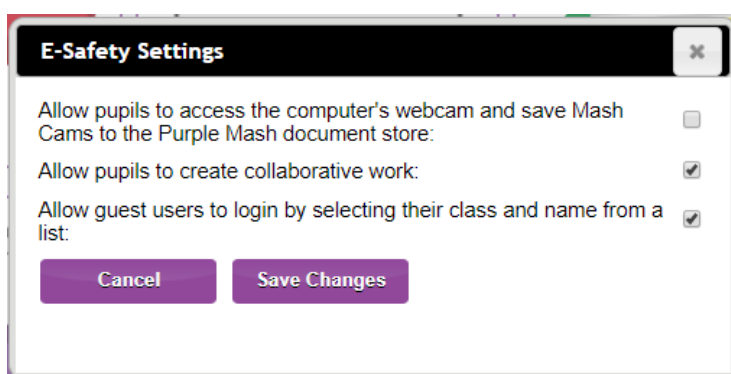 E-Safety Settings
Allow pupils to access the computer's webcam and save Mash
Cams to the Purple Mash document store:
Allow pupils to create collaborative work:
Allow guest users to login by selecting their class and name from a
list:
Cancel
Save Changes